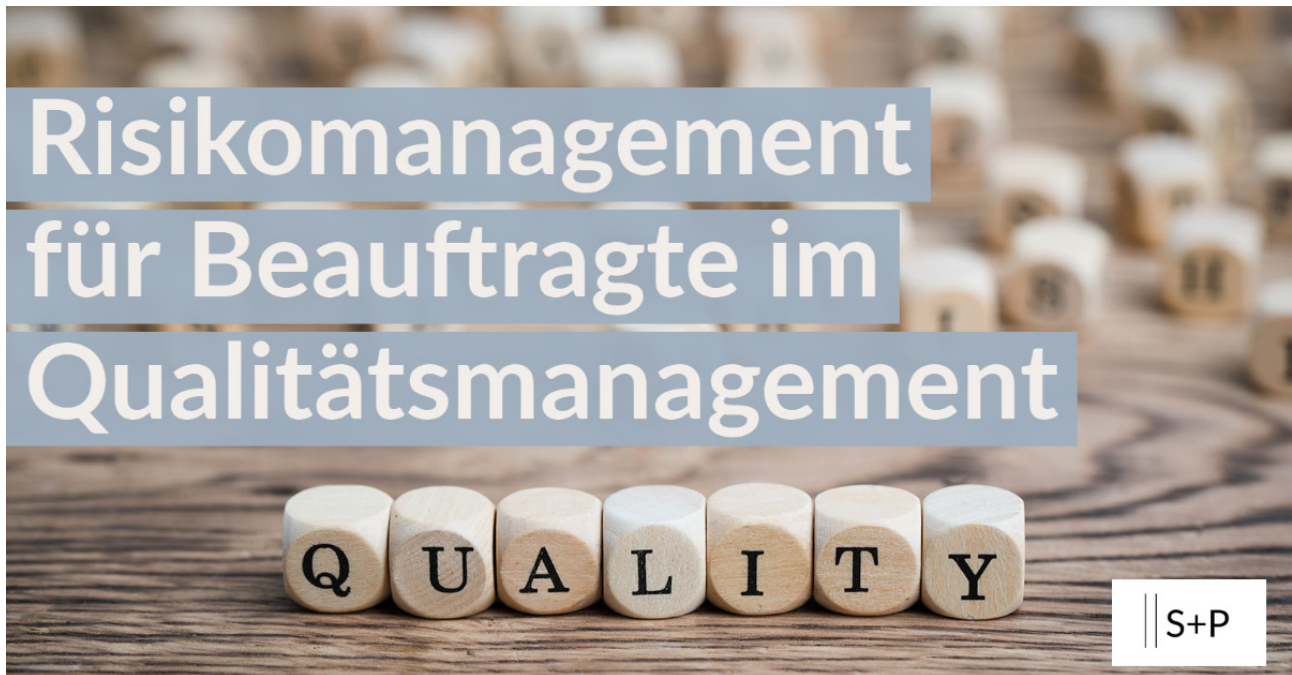 Risikomanagement
für Beauftragte im
Qualitätsmanagement
QUALITY
S+P